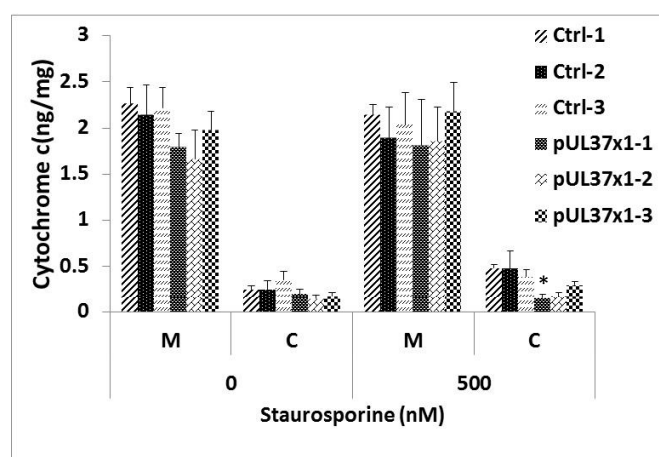 Cytochrome c(ng/mg)
3
2.5
2
1.5
1
0.5
0
Ctrl-1
Ctrl-2
Ctrl-3
pUL37x1-1
pUL37x1-2
pUL37x1-3
*
M C M C
0 500
Staurosporine (nM)